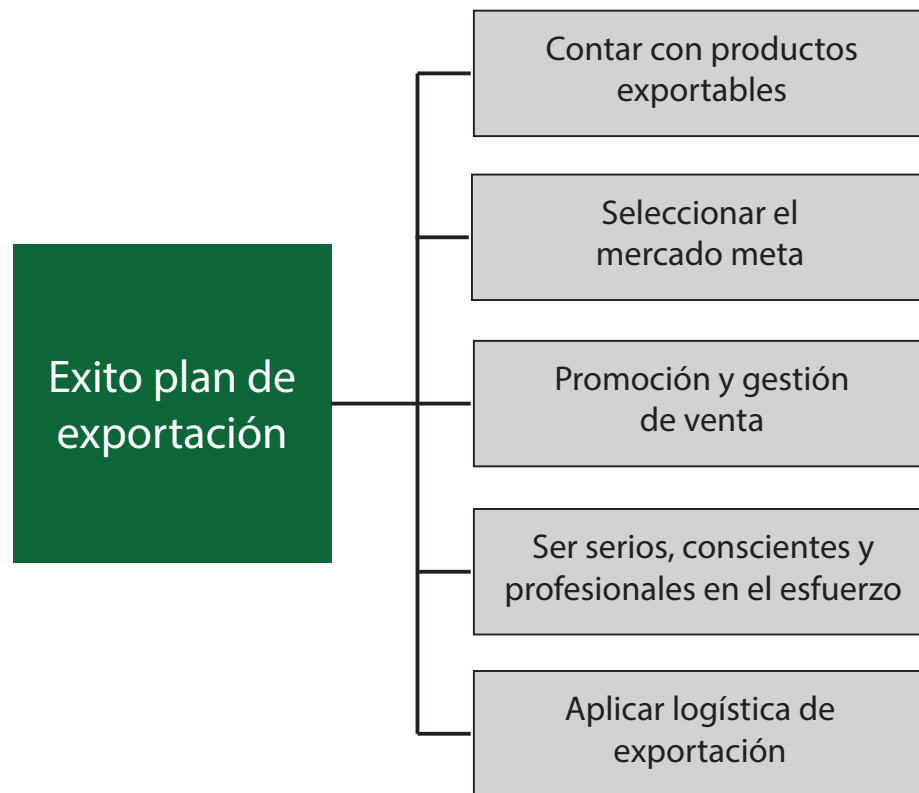 Contar con productos
exportables
Seleccionar el
mercado meta
Exito plan de
exportación
Promoción y gestión
de venta
Ser serios, conscientes y
profesionales en el esfuerzo
Aplicar logística de
exportación